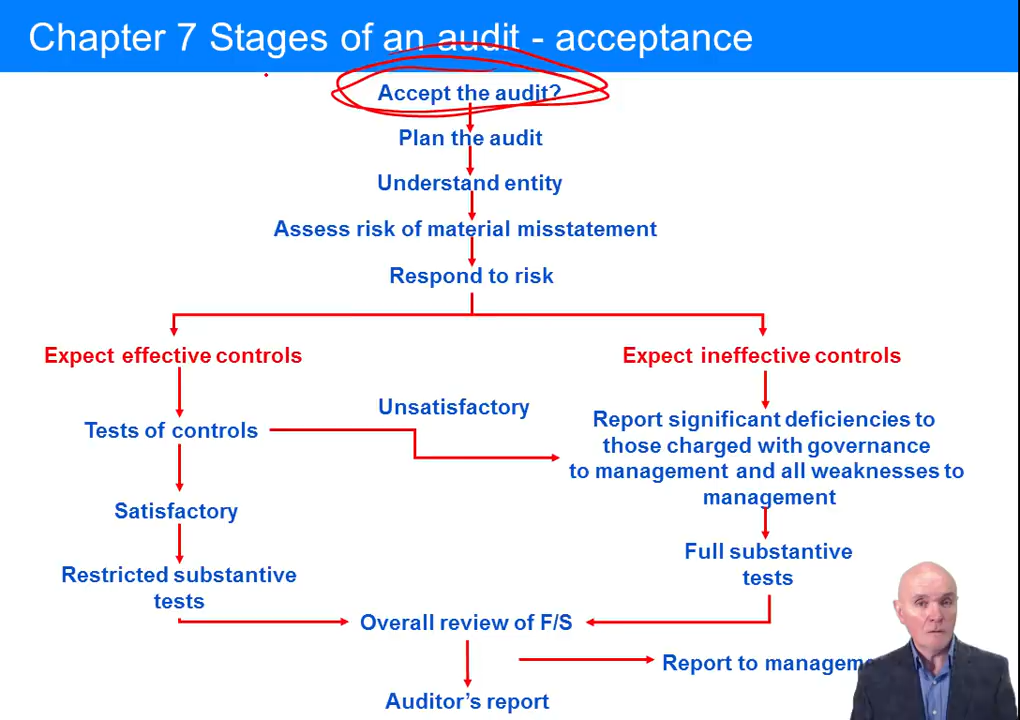 Chapter 7 Stages of an audit - acceptance
Accept the audit?
Plan the audit
Understand entity
Assess risk of material misstatement
Respond to risk
Expect effective controls
Expect ineffective controls
Unsatisfactory
Tests of controls
Report significant deficiencies to
those charged with governance
to management and all weaknesses to
management
Satisfactory
Full substantive
tests
Restricted substantive
tests
Overall review of F/S
Report to
Auditor's report